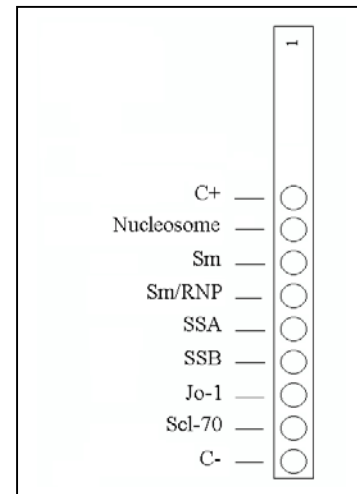 1
C+
Nucleosome
Sm
Sm/RNP
SSA
SSB
Jo-1
Scl-70
C-